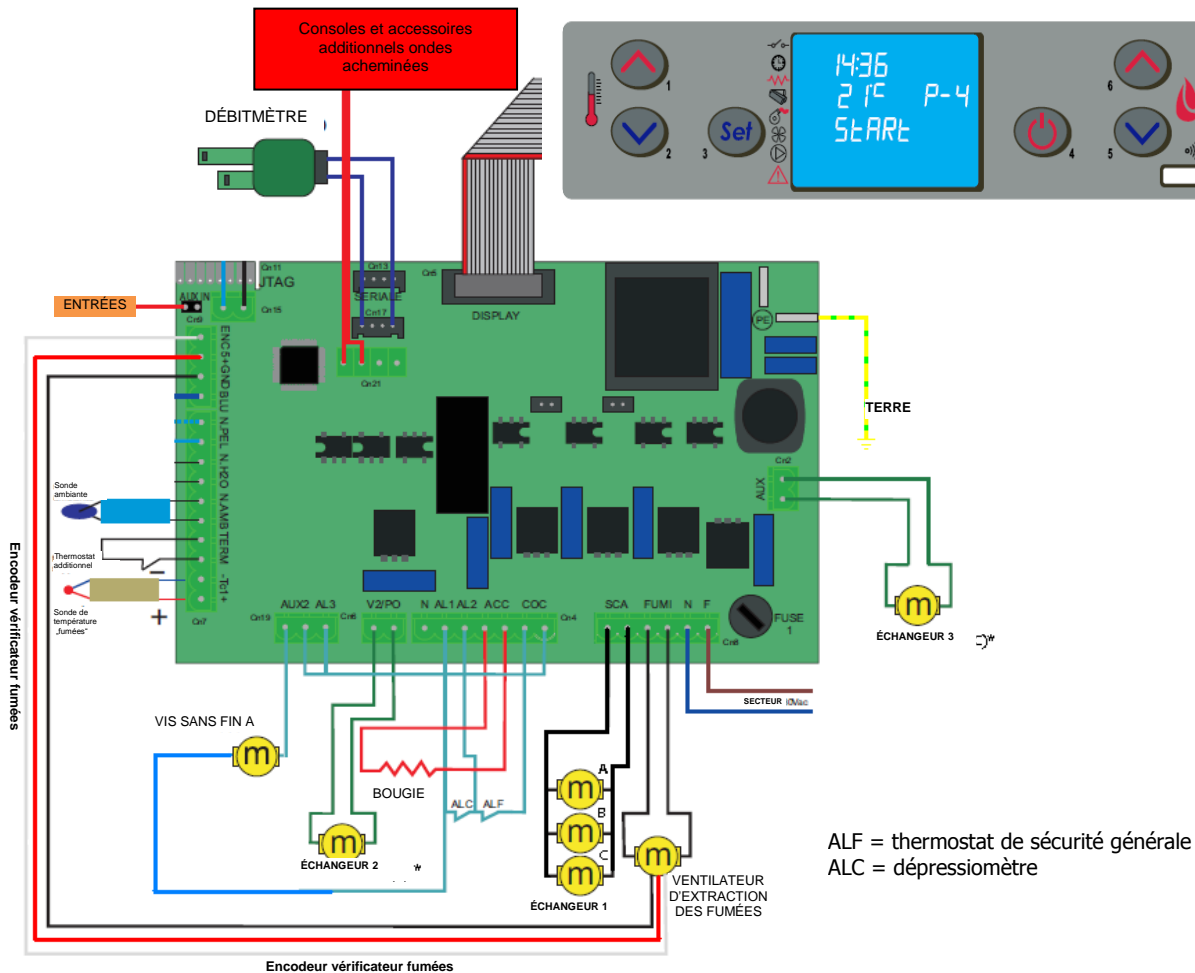 Consoles et accessoires
additionnels ondes
acheminées
DÉBITMÈTRE
14:36
21c P-4
StARt
Set
1
2
3
4
5
6
ENTRÉES
Cn11
JTAG
AUX IN
Cn9
Cn15
Cn13
SERIALE
Cn17
Cn21
Cn5
DISPLAY
PE
TERRE
Cn2
AUX
ENC 5+GND BLU N.PEL N.H2O N.AMB TERM -Tc1+
Sonde
ambiante
Thermostat
additionnel
–
Sonde de
température
„fumées"
+
Cn7
Encodeur vérificateur fumées
Cn19
AUX2 AL3
Cn6
V2/PO
N AL1 AL2 ACC COC
Cn4
SCA FUMI N F
Cn8
FUSE
1
m
ÉCHANGEUR 3
SECTEUR
VIS SANS FIN A
m
BOUGIE
ALC
ALF
m
ÉCHANGEUR 2
*
A
m
B
m
C
m
ÉCHANGEUR 1
m
VENTILATEUR
D'EXTRACTION
DES FUMÉES
ALF = thermostat de sécurité générale
ALC = dépressiomètre
Encodeur vérificateur fumées